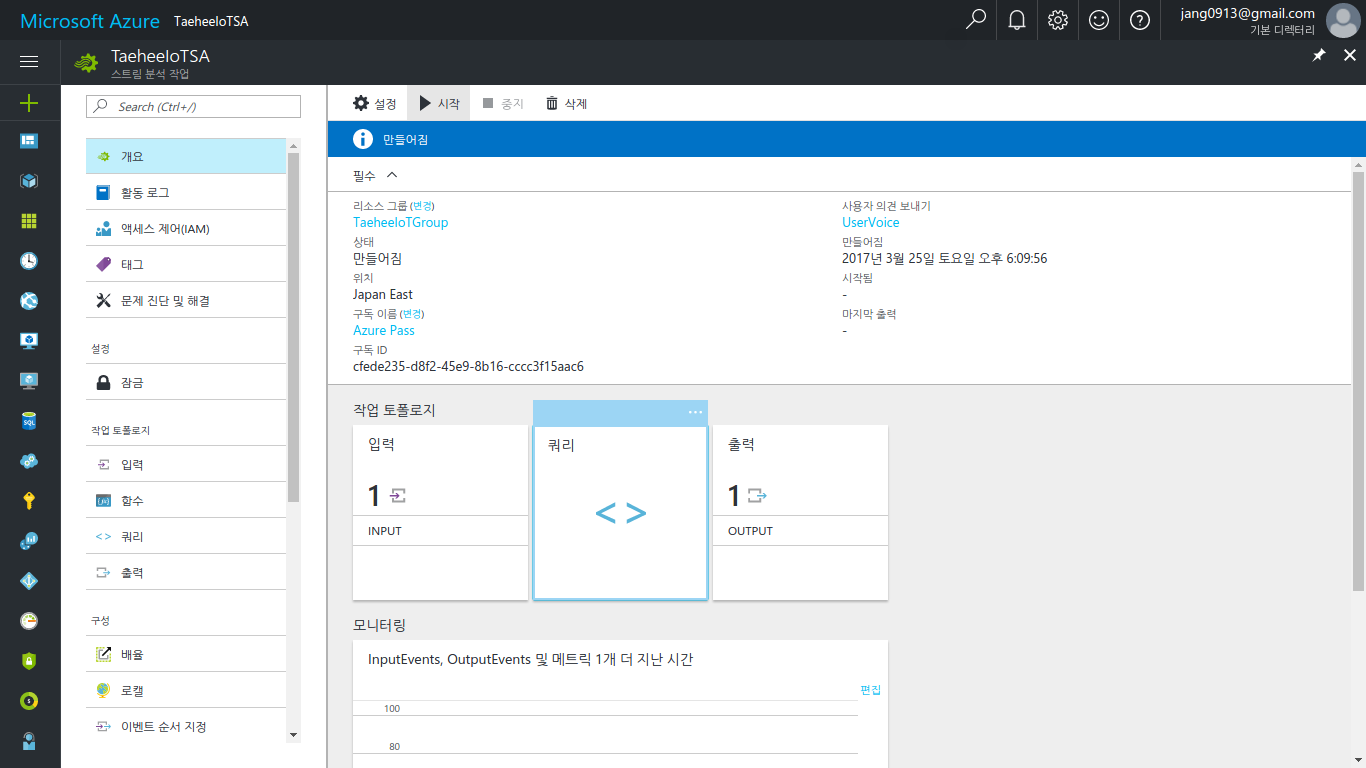 Microsoft Azure TaeheeIoTSA
jang0913@gmail.com
기본 디렉터리
TaeheeIoTSA
스트림 분석 작업
Search (Ctrl+/)
개요
활동 로그
액세스 제어(IAM)
태그
문제 진단 및 해결
설정
잠금
작업 토폴로지
입력
함수
쿼리
출력
구성
배율
로캘
이벤트 순서 지정
설정 시작 중지 삭제
만들어짐
필수
리소스 그룹 (변경)
TaeheeIoTGroup
상태
만들어짐
위치
Japan East
구독 이름 (변경)
Azure Pass
구독 ID
cfede235-d8f2-45e9-8b16-cccc3f15aac6
사용자 의견 보내기
UserVoice
만들어짐
2017년 3월 25일 토요일 오후 6:09:56
시작됨
-
마지막 출력
-
작업 토폴로지
입력
1
INPUT
쿼리
< >
출력
1
OUTPUT
모니터링
InputEvents, OutputEvents 및 메트릭 1개 더 지난 시간
편집
100
80